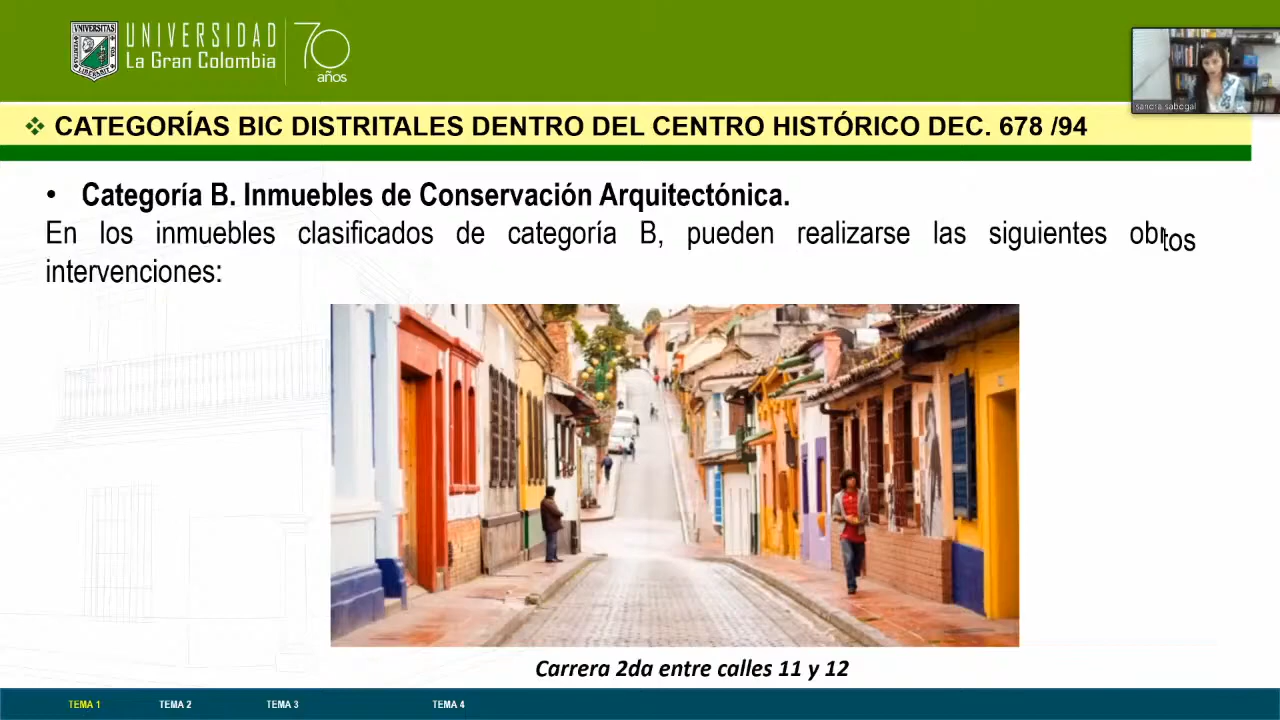 UNIVERSITAS
UNIVERSIDAD
La Gran Colombia
70
años
sandra.sabogal
❖ CATEGORÍAS BIC DISTRITALES DENTRO DEL CENTRO HISTÓRICO DEC. 678 /94
• Categoría B. Inmuebles de Conservación Arquitectónica.
En los inmuebles clasificados de categoría B, pueden realizarse las siguientes
intervenciones:
Carrera 2da entre calles 11 y 12
TEMA 1 TEMA 2 TEMA 3 TEMA 4